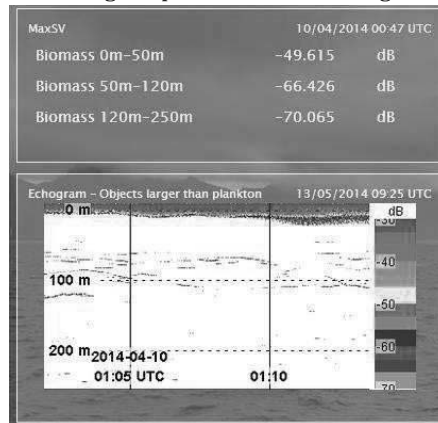 MaxSV 10/04/2014 00:47 UTC
Biomass 0m-50m -49.615 dB
Biomass 50m-120m -66.426 dB
Biomass 120m-250m -70.065 dB
Echogram - Objects larger than plankton 13/05/2014 09:25 UTC
0 m dB
-30
-40
100 m
-50
200 m -60
2014-04-10
01:05 UTC 01:10
-70